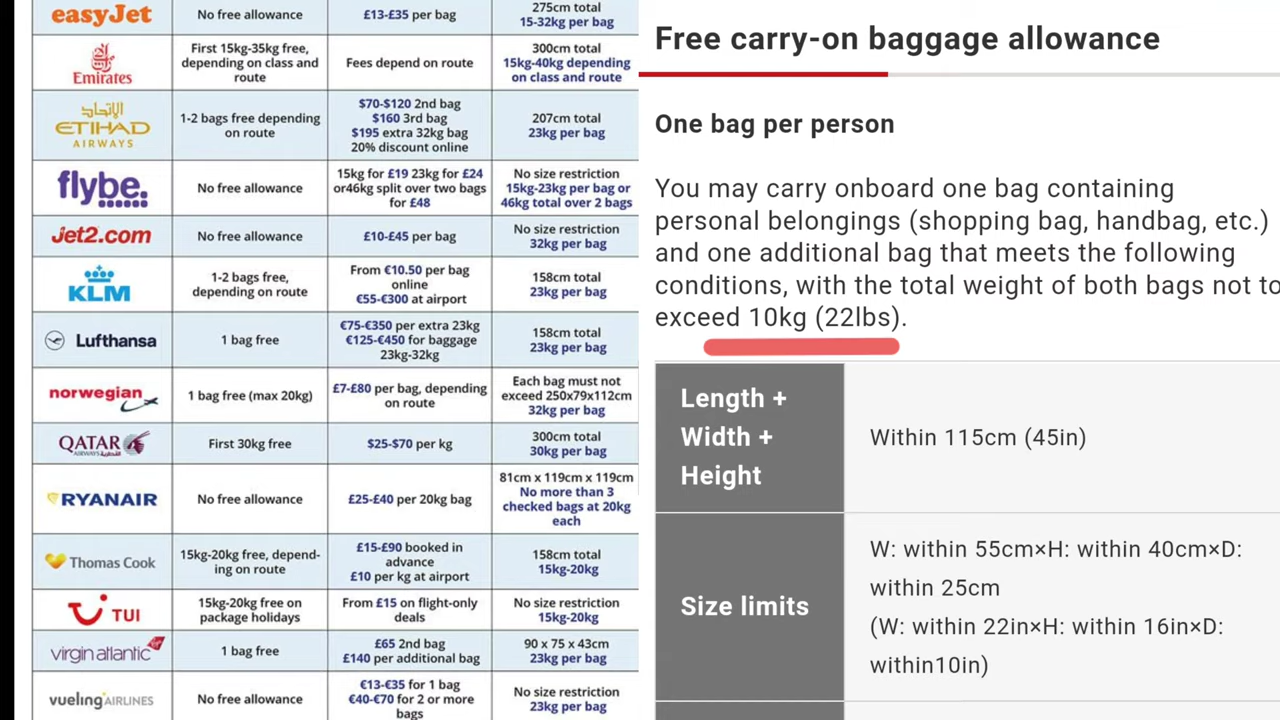 easyJet
No free allowance
£13-£35 per bag
275cm total
15-32kg per bag
Emirates
First 15kg-35kg free,
depending on class and
route
Fees depend on route
300cm total
15kg-40kg depending
on class and route
الإتحاد
ETIHAD
AIRWAYS
1-2 bags free depending
on route
$70-$120 2nd bag
$160 3rd bag
$195 extra 32kg bag
20% discount online
207cm total
23kg per bag
flybe.
No free allowance
15kg for £19 23kg for £24
or46kg split over two bags
for £48
No size restriction
15kg-23kg per bag or
46kg total over 2 bags
Jet2.com
No free allowance
£10-£45 per bag
No size restriction
32kg per bag
KLM
1-2 bags free,
depending on route
From €10.50 per bag
online
€55-€300 at airport
158cm total
23kg per bag
Lufthansa
1 bag free
€75-€350 per extra 23kg
€125-€450 for baggage
23kg-32kg
158cm total
23kg per bag
norwegian
1 bag free (max 20kg)
£7-£80 per bag, depending
on route
Each bag must not
exceed 250x79x112cm
32kg per bag
QATAR
AIRWAYS القطرية
First 30kg free
$25-$70 per kg
300cm total
30kg per bag
RYANAIR
No free allowance
£25-£40 per 20kg bag
81cm x 119cm x 119cm
No more than 3
checked bags at 20kg
each
Thomas Cook
15kg-20kg free, depend-
ing on route
£15-£90 booked in
advance
£10 per kg at airport
158cm total
15kg-20kg
TUI
15kg-20kg free on
package holidays
From £15 on flight-only
deals
No size restriction
15kg-20kg
virgin atlantic
1 bag free
£65 2nd bag
£140 per additional bag
90 x 75 x 43cm
23kg per bag
vueling AIRLINES
No free allowance
€13-€35 for 1 bag
€40-€70 for 2 or more
bags
No size restriction
23kg per bag
Free carry-on baggage allowance
One bag per person
You may carry onboard one bag containing
personal belongings (shopping bag, handbag, etc.)
and one additional bag that meets the following
conditions, with the total weight of both bags not to
exceed 10kg (22lbs).
Length +
Width +
Height
Within 115cm (45in)
Size limits
W: within 55cm×H: within 40cm×D:
within 25cm
(W: within 22in×H: within 16in×D:
within10in)